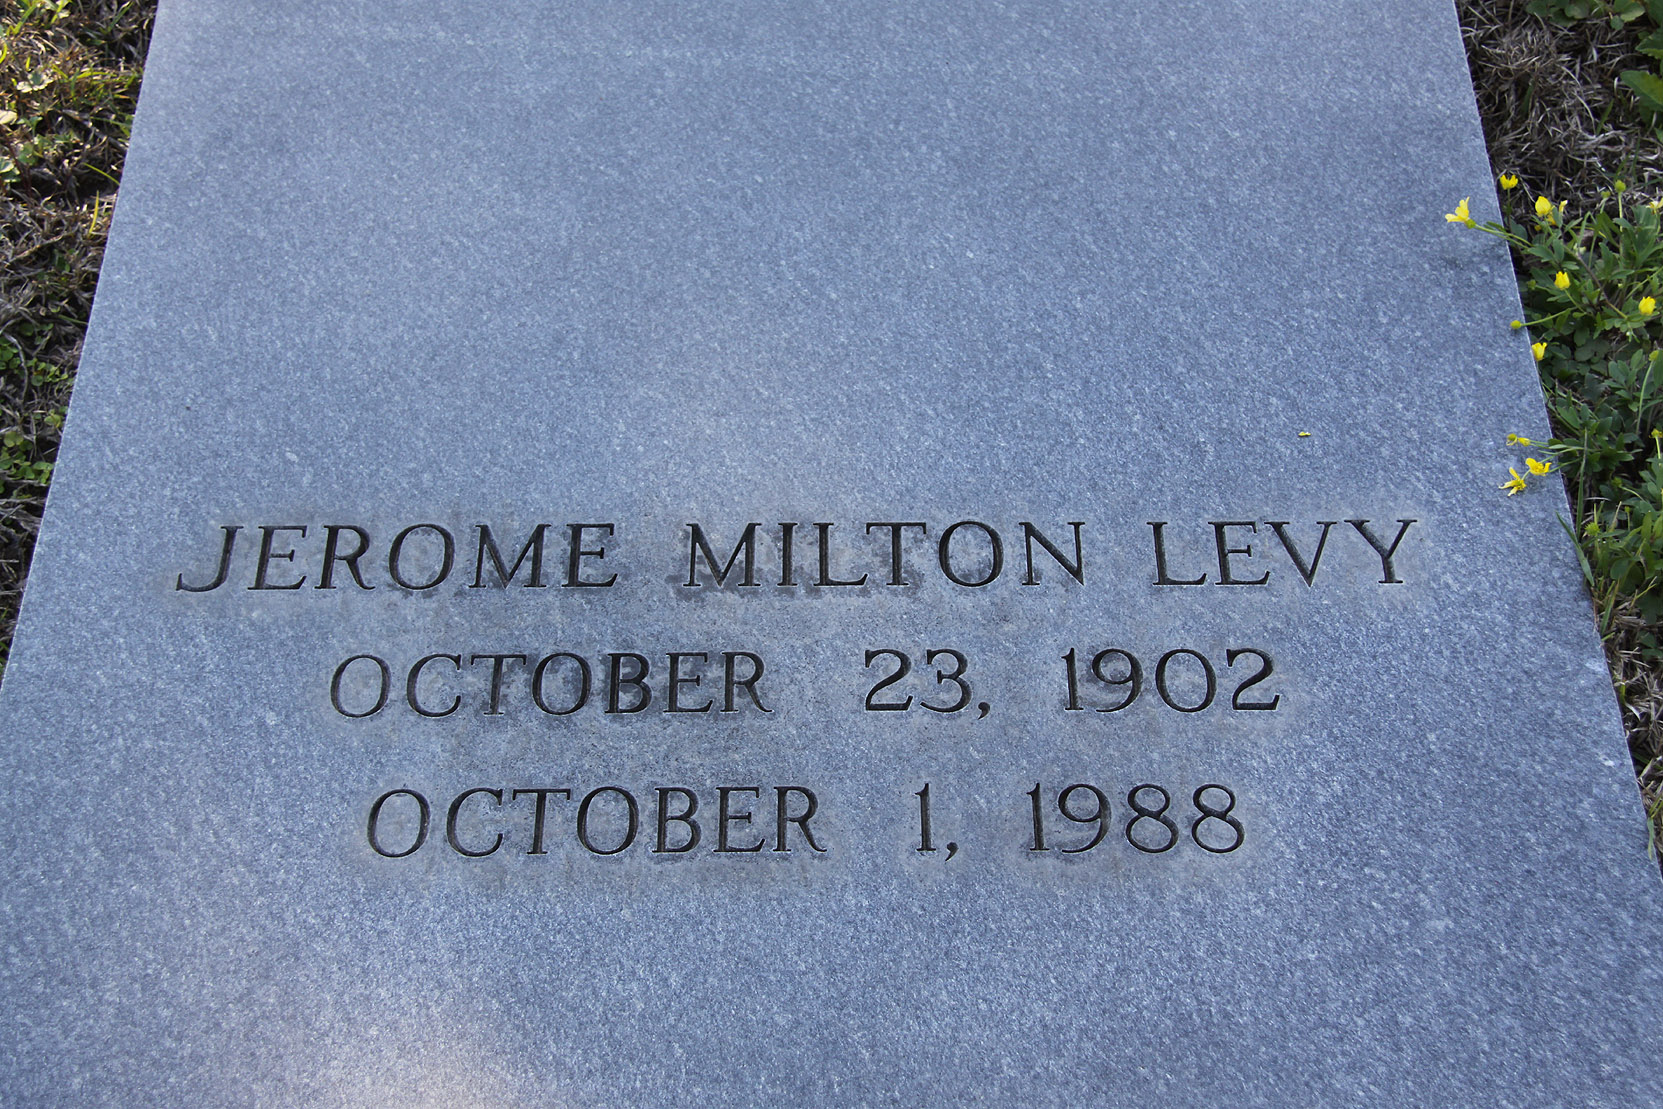 JEROME MILTON LEVY
OCTOBER 23, 1902
OCTOBER 1, 1988